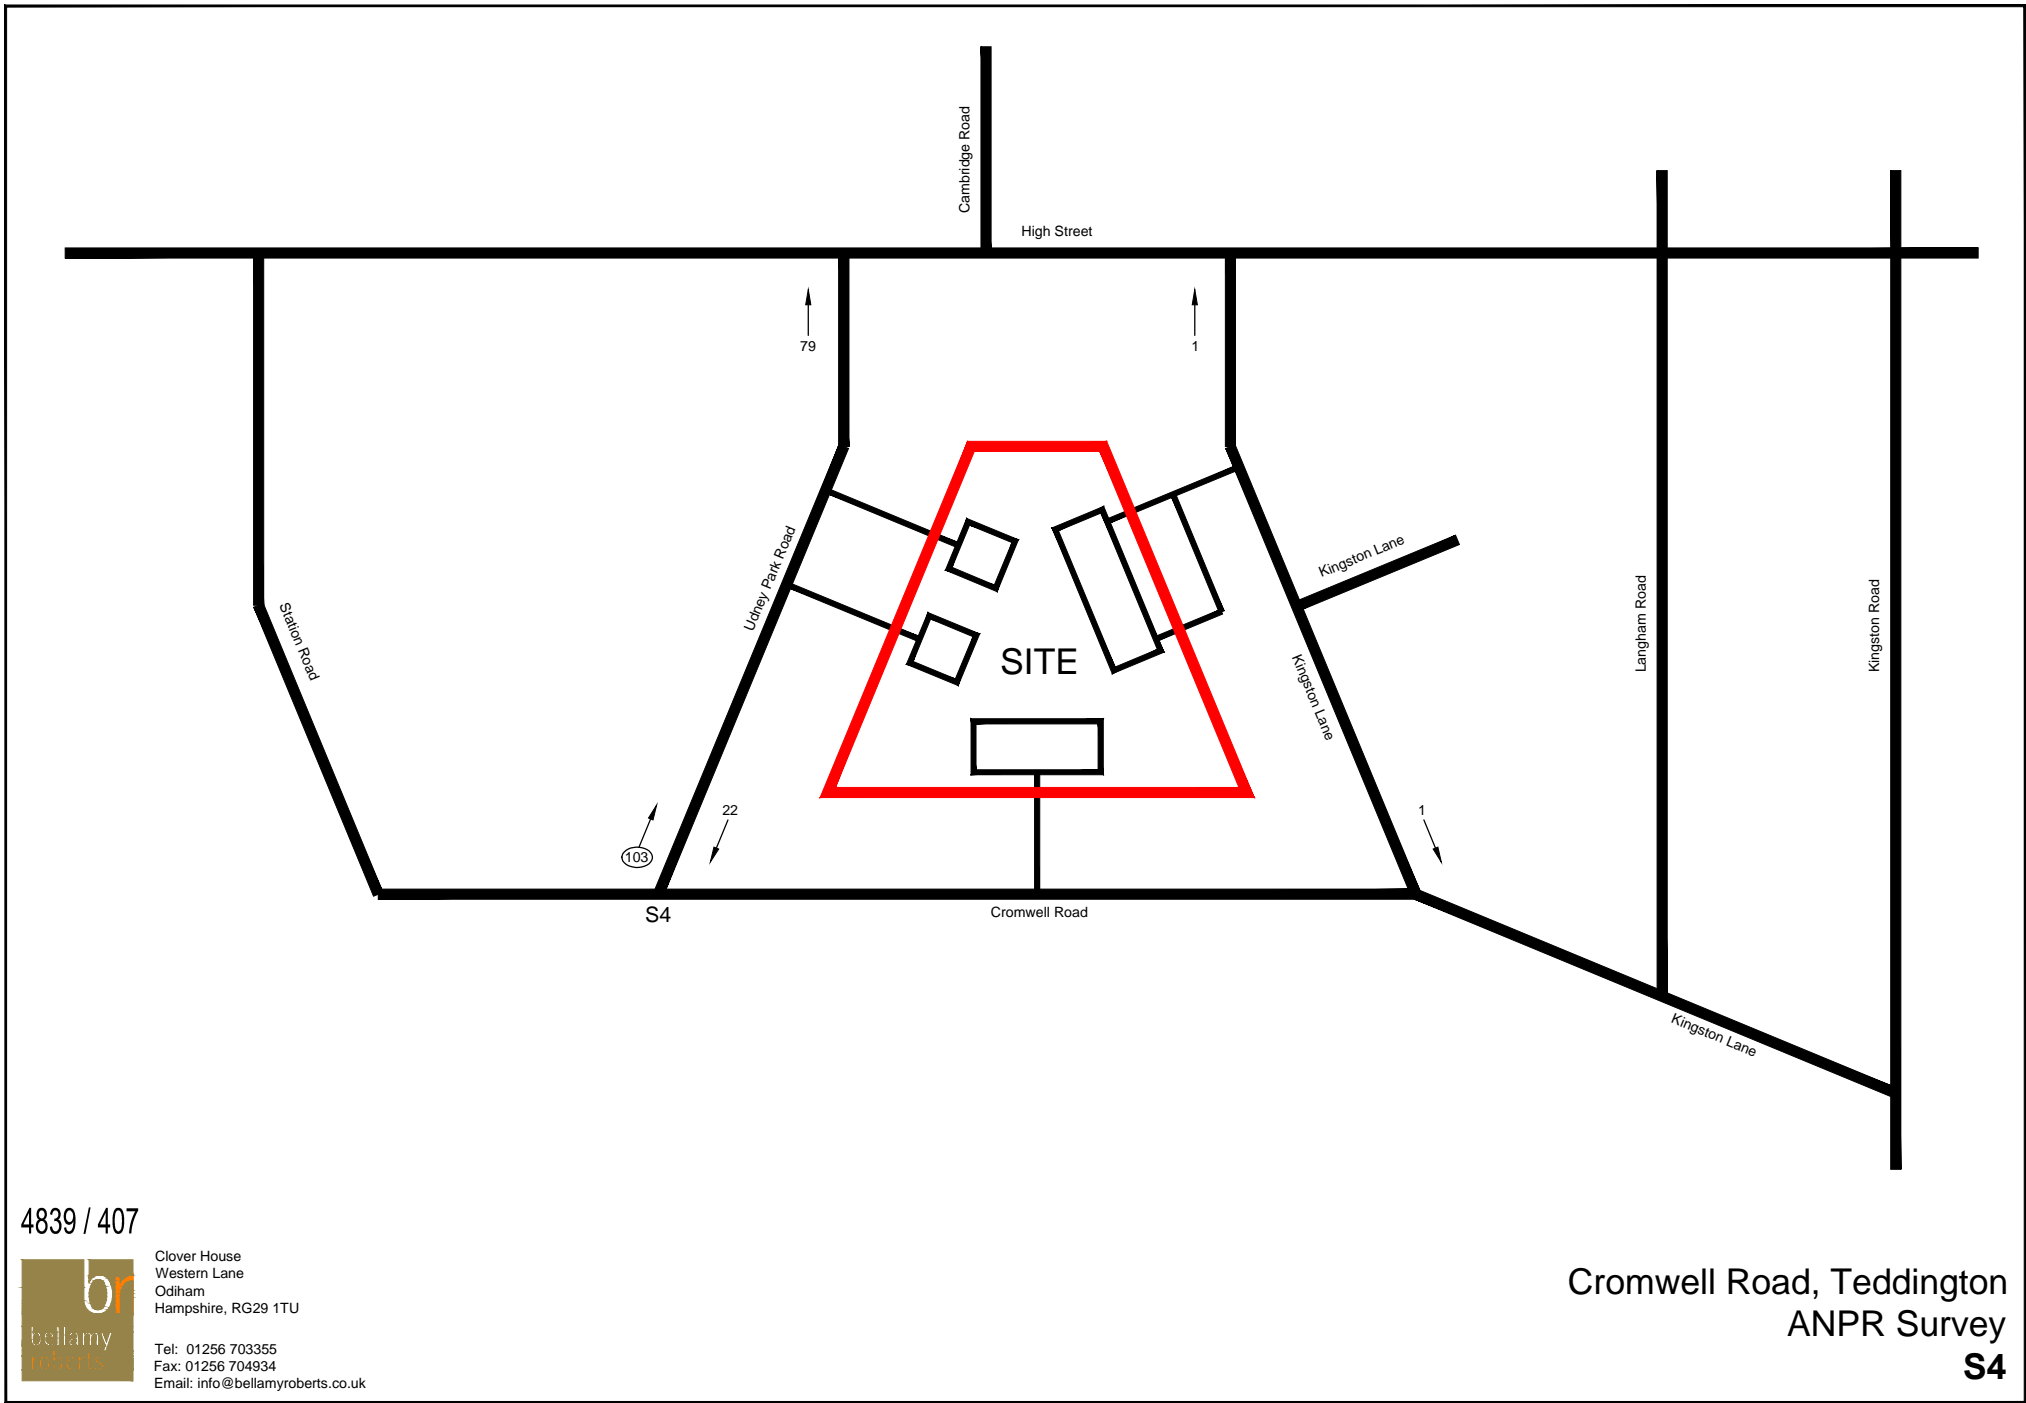 Cambridge Road
High Street
79
1
Station Road
Udney Park Road
SITE
Kingston Lane
Kingston Lane
Langham Road
Kingston Road
103
22
1
S4
Cromwell Road
Kingston Lane
4839 / 407
br
bellamy
roberts
Clover House
Western Lane
Odiham
Hampshire, RG29 1TU
Tel: 01256 703355
Fax: 01256 704934
Email: info@bellamyroberts.co.uk
Cromwell Road, Teddington
ANPR Survey
S4